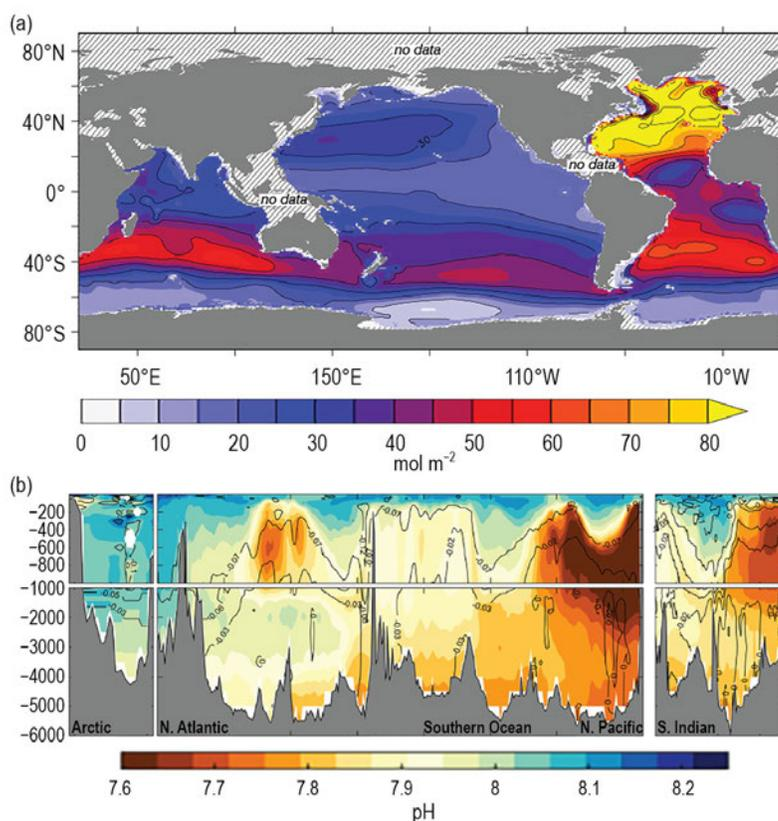 (a)
80°N
no data
40°N
no data
0°
no data
40°S
80°S
50°E 150°E 110°W 10°W
0 10 20 30 40 50 60 70 80
mol m⁻²
(b)
−200
−400
−600
−800
−1000
−2000
−3000
−4000
−5000
−6000
Arctic N. Atlantic Southern Ocean N. Pacific S. Indian
7.6 7.7 7.8 7.9 8 8.1 8.2
pH